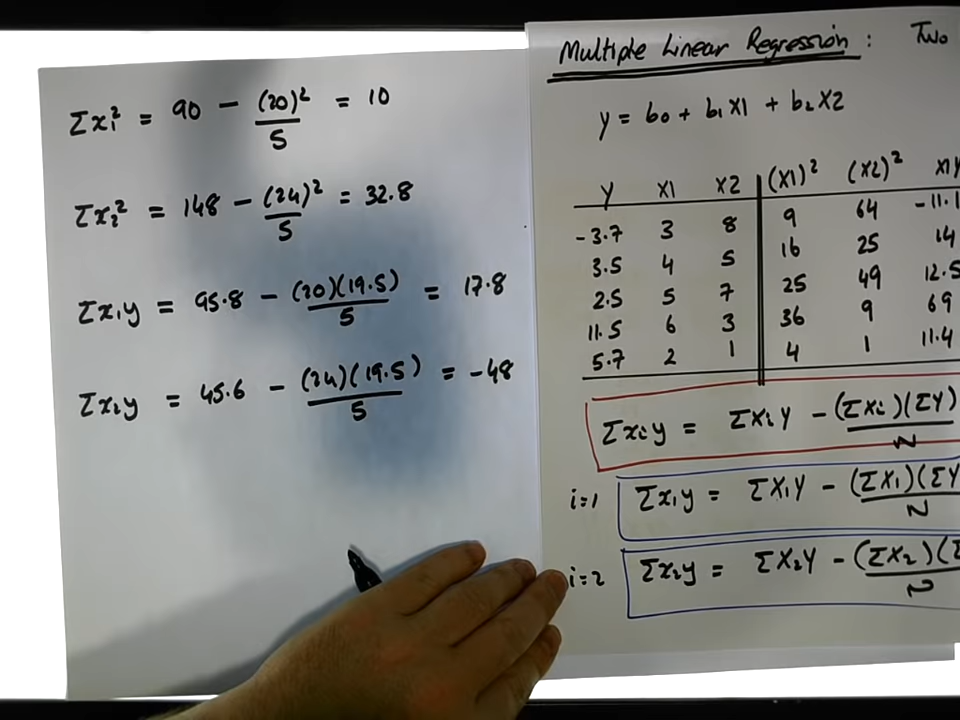 Σx₁² = 90 − (20)²/5 = 10
Σx₂² = 148 − (24)²/5 = 32.8
Σx₁y = 95.8 − (20)(19.5)/5 = 17.8
Σx₂y = 45.6 − (24)(19.5)/5 = -48
Multiple Linear Regression : Two
y = b₀ + b₁X1 + b₂X2
Y X1 X2 (X1)² (X2)² X1Y
-3.7 3 8 9 64 -11.1
3.5 4 5 16 25 14
2.5 5 7 25 49 12.5
11.5 6 3 36 9 69
5.7 2 1 4 1 11.4
Σxᵢy = ΣXᵢY − (ΣXᵢ)(ΣY)/N
i=1 Σx₁y = ΣX₁Y − (ΣX₁)(ΣY/N
i=2 Σx₂y = ΣX₂Y − (ΣX₂)(Σ/N